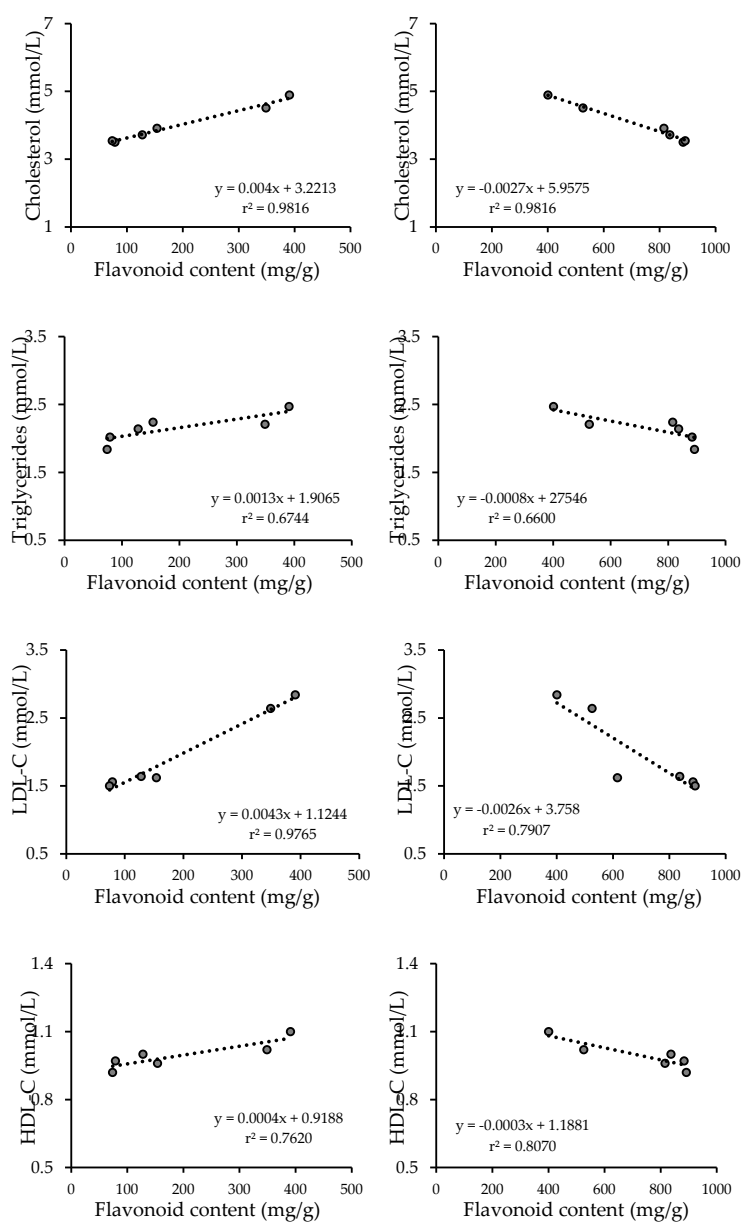 Cholesterol (mmol/L)
7
5
3
1
y = 0.004x + 3.2213
r² = 0.9816
0 100 200 300 400 500
Flavonoid content (mg/g)
Cholesterol (mmol/L)
7
5
3
1
y = -0.0027x + 5.9575
r² = 0.9816
0 200 400 600 800 1000
Flavonoid content (mg/g)
Triglycerides (mmol/L)
3.5
2.5
1.5
0.5
y = 0.0013x + 1.9065
r² = 0.6744
0 100 200 300 400 500
Flavonoid content (mg/g)
Triglycerides (mmol/L)
3.5
2.5
1.5
0.5
y = -0.0008x + 27546
r² = 0.6600
0 200 400 600 800 1000
Flavonoid content (mg/g)
LDL-C (mmol/L)
3.5
2.5
1.5
0.5
y = 0.0043x + 1.1244
r² = 0.9765
0 100 200 300 400 500
Flavonoid content (mg/g)
LDL-C (mmol/L)
3.5
2.5
1.5
0.5
y = -0.0026x + 3.758
r² = 0.7907
0 200 400 600 800 1000
Flavonoid content (mg/g)
HDL-C (mmol/L)
1.4
1.1
0.8
0.5
y = 0.0004x + 0.9188
r² = 0.7620
0 100 200 300 400 500
Flavonoid content (mg/g)
HDL-C (mmol/L)
1.4
1.1
0.8
0.5
y = -0.0003x + 1.1881
r² = 0.8070
0 200 400 600 800 1000
Flavonoid content (mg/g)